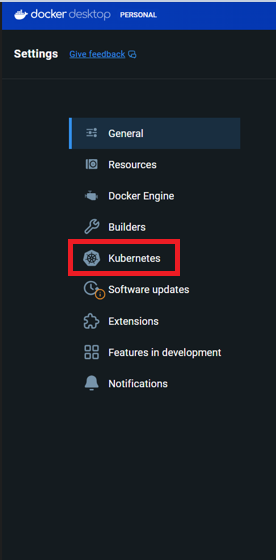 docker desktop PERSONAL
Settings Give feedback
General
Resources
Docker Engine
Builders
Kubernetes
Software updates
Extensions
Features in development
Notifications